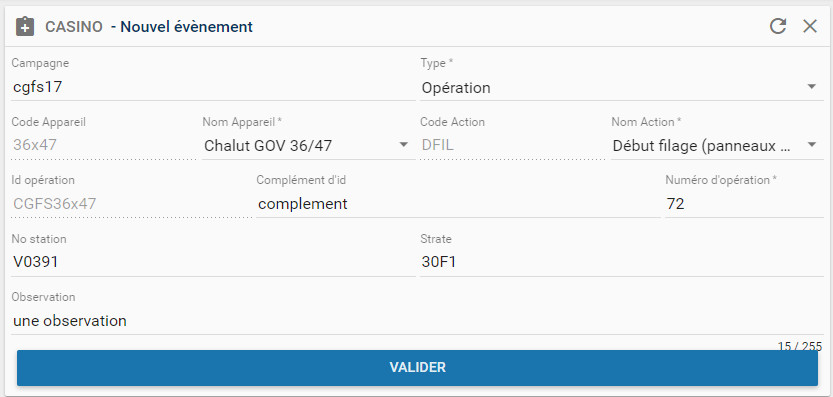 CASINO - Nouvel évènement
Campagne Type *
cgfs17 Opération
Code Appareil Nom Appareil * Code Action Nom Action *
36x47 Chalut GOV 36/47 DFIL Début filage (panneaux ...
Id opération Complément d'id Numéro d'opération *
CGFS36x47 complement 72
No station Strate
V0391 30F1
Observation
une observation
15 / 255
VALIDER